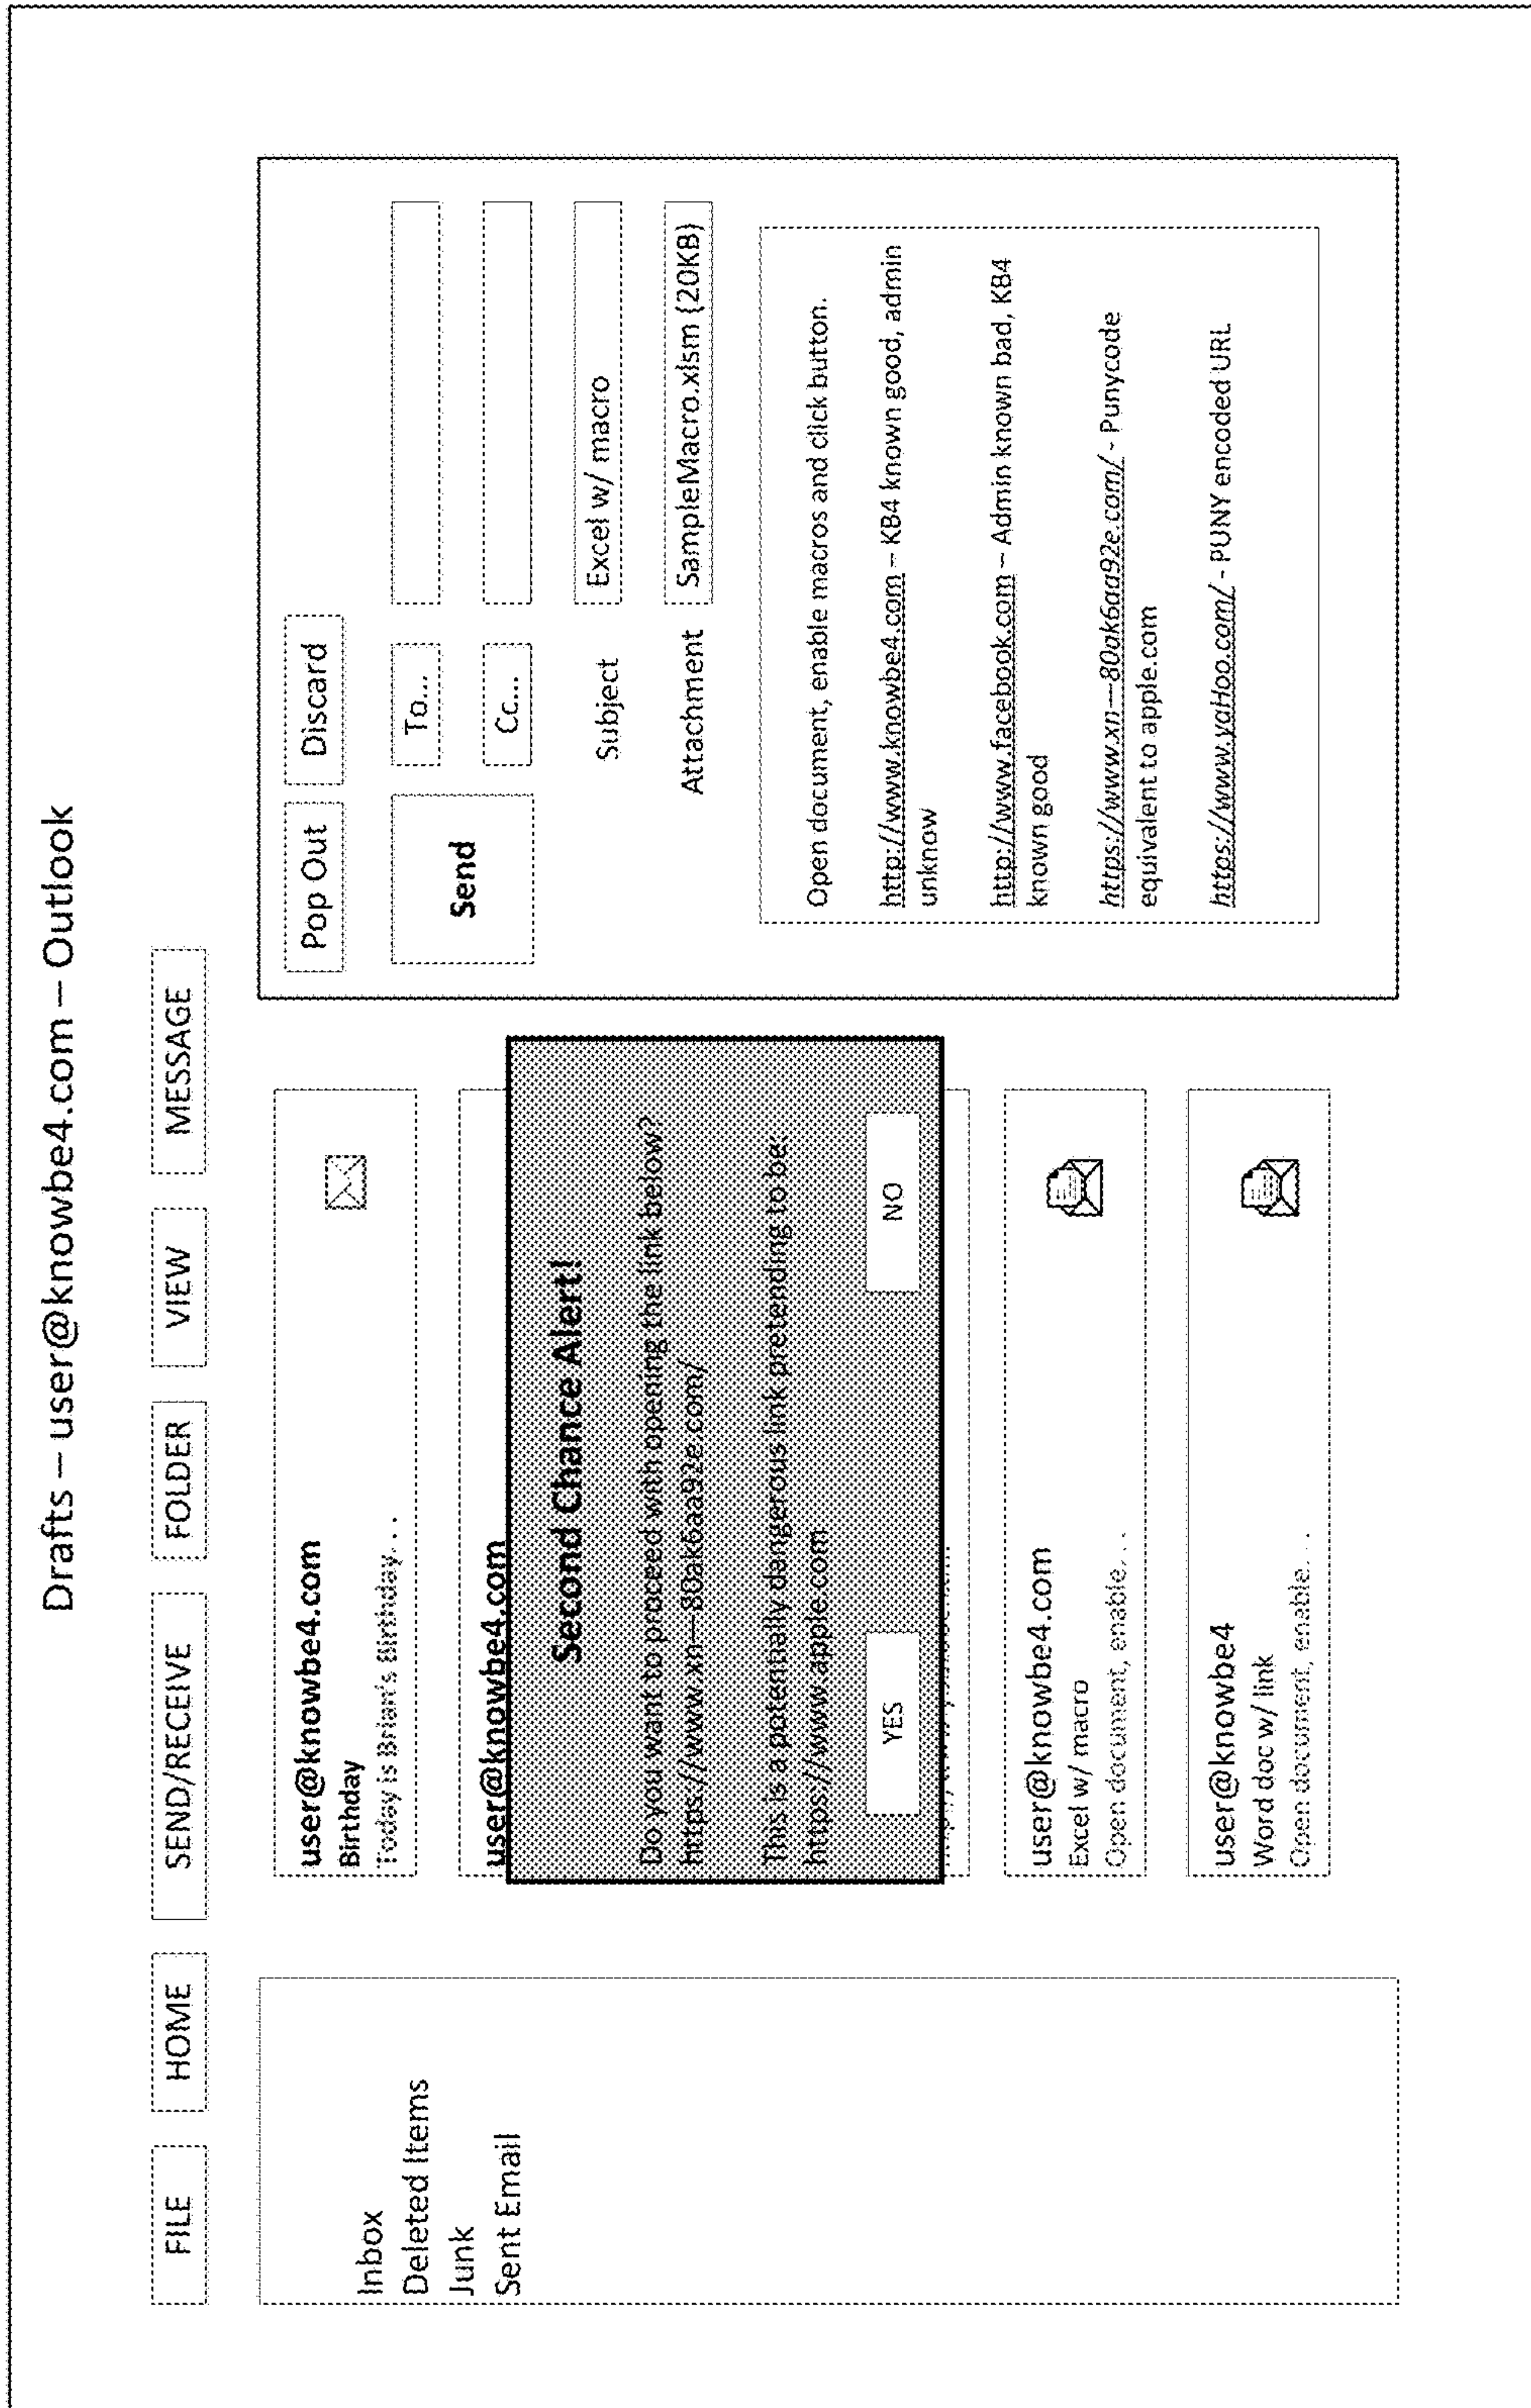 Drafts – user@knowbe4.com – Outlook
FILE
HOME
SEND/RECEIVE
FOLDER
VIEW
MESSAGE
Inbox
Deleted Items
Junk
Sent Email
user@knowbe4.com
Birthday
Today is Brian's Birthday. . .
user@knowbe4.com
Second Chance Alert!
Do you want to proceed with opening the link below?
https://www.xn—80ak6aa92e.com/
This is a potentially dangerous link pretending to be:
https://www.apple.com
YES
NO
user@knowbe4.com
Excel w/ macro
Open document, enable. . .
user@knowbe4
Word doc w/ link
Open document, enable. . .
Pop Out
Discard
Send
To...
Cc...
Subject
Excel w/ macro
Attachment
SampleMacro.xlsm (20KB)
Open document, enable macros and click button.
http://www.knowbe4.com – KB4 known good, admin
unknow
http://www.facebook.com – Admin known bad, KB4
known good
https://www.xn—80ak6aa92e.com/ - Punycode
equivalent to apple.com
https://www.yaHoo.com/ - PUNY encoded URL